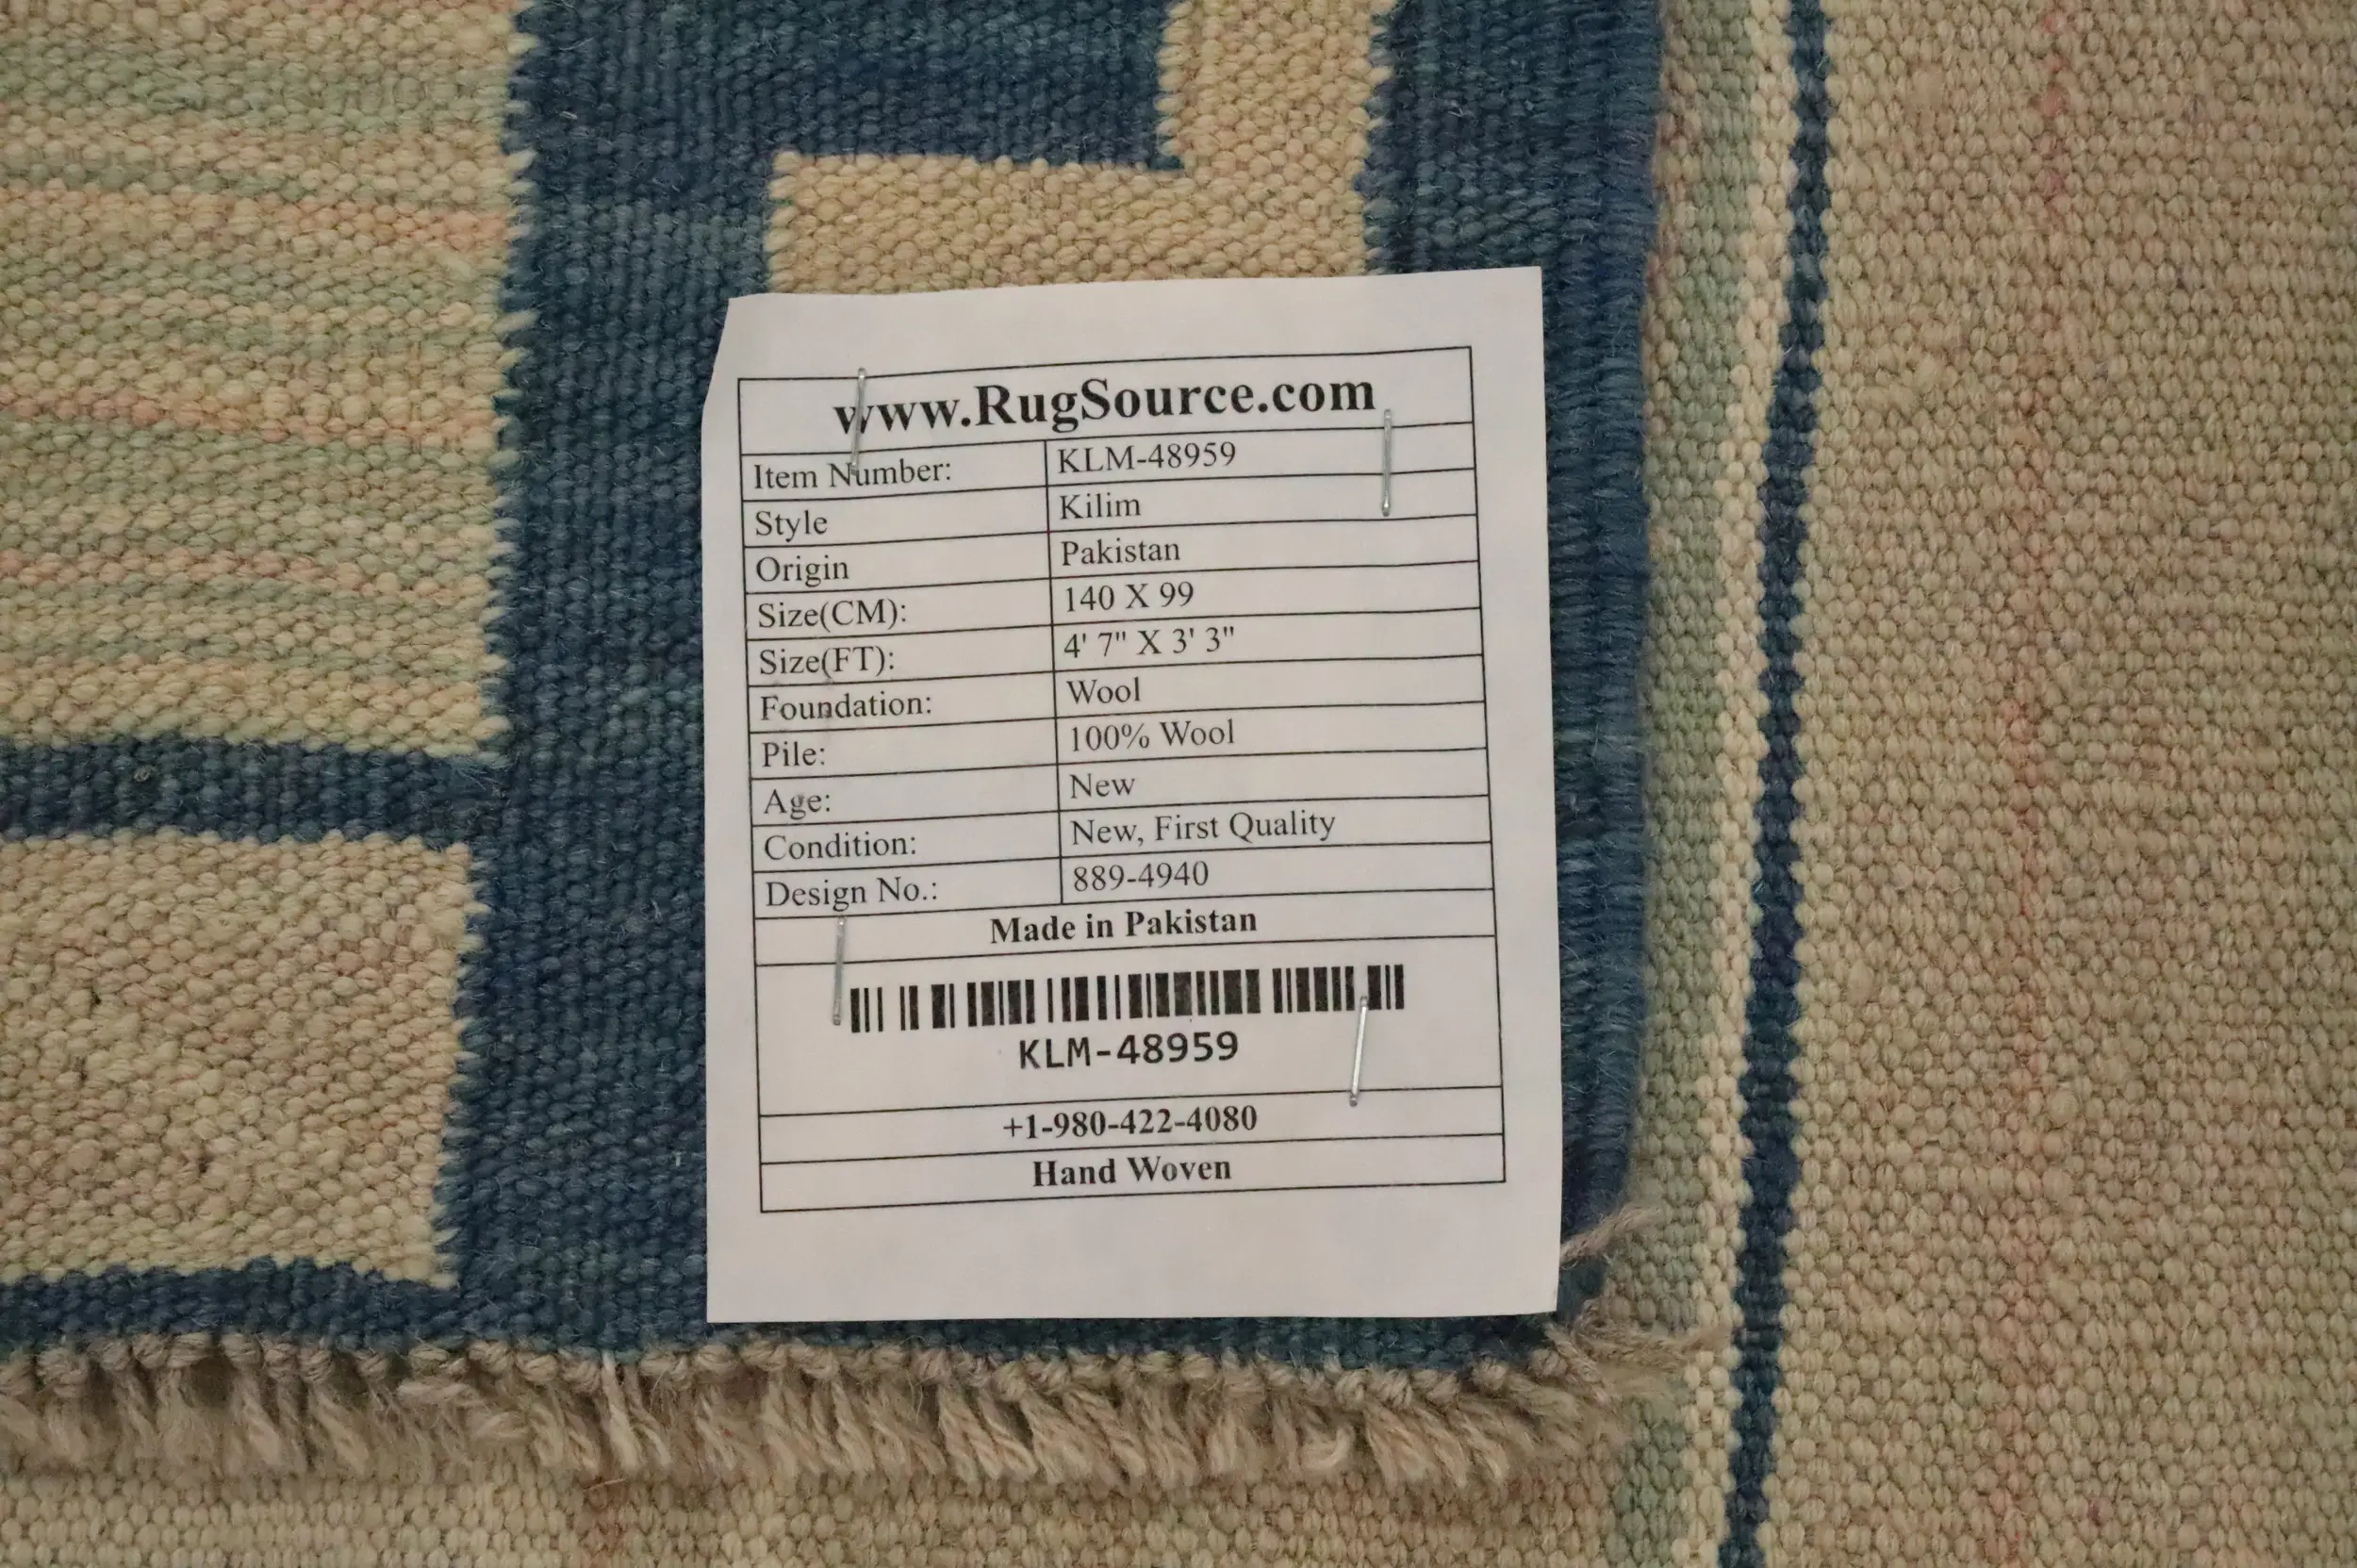 www.RugSource.com
Item Number: KLM-48959
Style Kilim
Origin Pakistan
Size(CM): 140 X 99
Size(FT): 4' 7" X 3' 3"
Foundation: Wool
Pile: 100% Wool
Age: New
Condition: New, First Quality
Design No.: 889-4940
Made in Pakistan
KLM-48959
+1-980-422-4080
Hand Woven